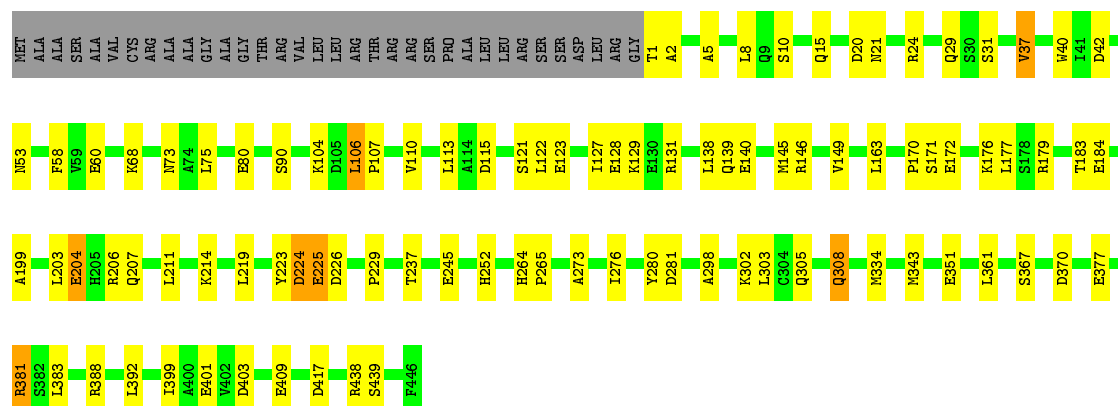 MET ALA ALA SER ALA VAL CYS ARG ALA ALA GLY ALA GLY THR ARG VAL LEU LEU ARG THR ARG ARG SER PRO ALA LEU LEU ARG SER SER ASP LEU ARG GLY T1 A2 A5 L8 Q9 S10 Q15 D20 N21 R24 Q29 S30 S31 V37 W40 I41 D42
N53 F58 V59 E60 K68 N73 A74 L75 E80 S90 K104 D105 L106 P107 V110 L113 A114 D115 S121 L122 E123 I127 E128 K129 E130 R131 L138 Q139 E140 M145 R146 V149 L163 P170 S171 E172 K176 L177 S178 R179 T183 E184
A199 L203 E204 H205 R206 Q207 L211 K214 L219 Y223 D224 E225 D226 P229 T237 E245 H252 H264 P265 A273 I276 Y280 D281 A298 K302 L303 C304 Q305 Q308 M334 M343 E351 L361 S367 D370 E377
R381 S382 L383 R388 L392 I399 A400 E401 V402 D403 E409 D417 R438 S439 F446